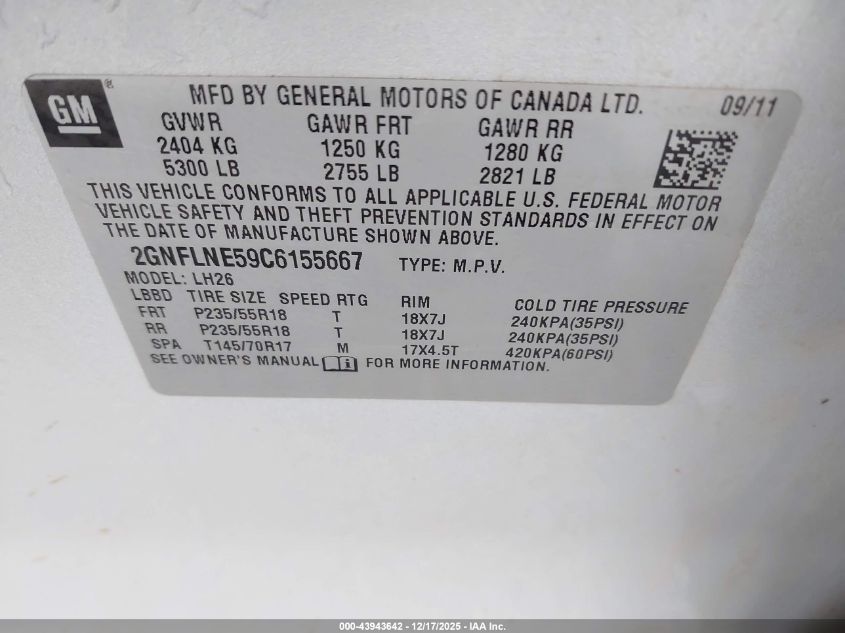 GM ®
MFD BY GENERAL MOTORS OF CANADA LTD. 09/11
GVWR GAWR FRT GAWR RR
2404 KG 1250 KG 1280 KG
5300 LB 2755 LB 2821 LB
THIS VEHICLE CONFORMS TO ALL APPLICABLE U.S. FEDERAL MOTOR
VEHICLE SAFETY AND THEFT PREVENTION STANDARDS IN EFFECT ON
THE DATE OF MANUFACTURE SHOWN ABOVE.
2GNFLNE59C6155667 TYPE: M.P.V.
MODEL: LH26
LBBD TIRE SIZE SPEED RTG RIM COLD TIRE PRESSURE
FRT P235/55R18 T 18X7J 240KPA(35PSI)
RR P235/55R18 T 18X7J 240KPA(35PSI)
SPA T145/70R17 M 17X4.5T 420KPA(60PSI)
SEE OWNER'S MANUAL FOR MORE INFORMATION.
000-43943642 - 12/17/2025 - IAA Inc.